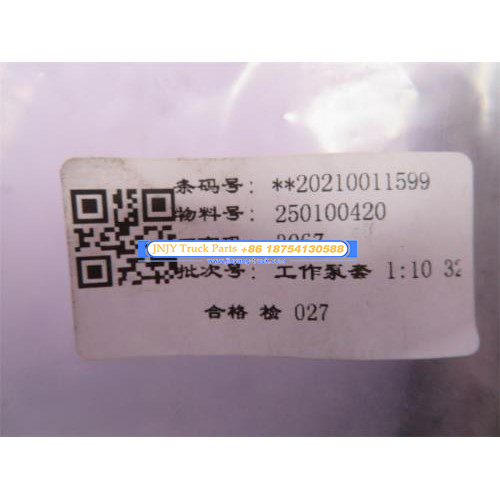 条码号: **20210011599
物料号: 250100420
JNJY Truck Parts +86 18754130588
批次号: 工作泵套 1:10 32
合格 检 027